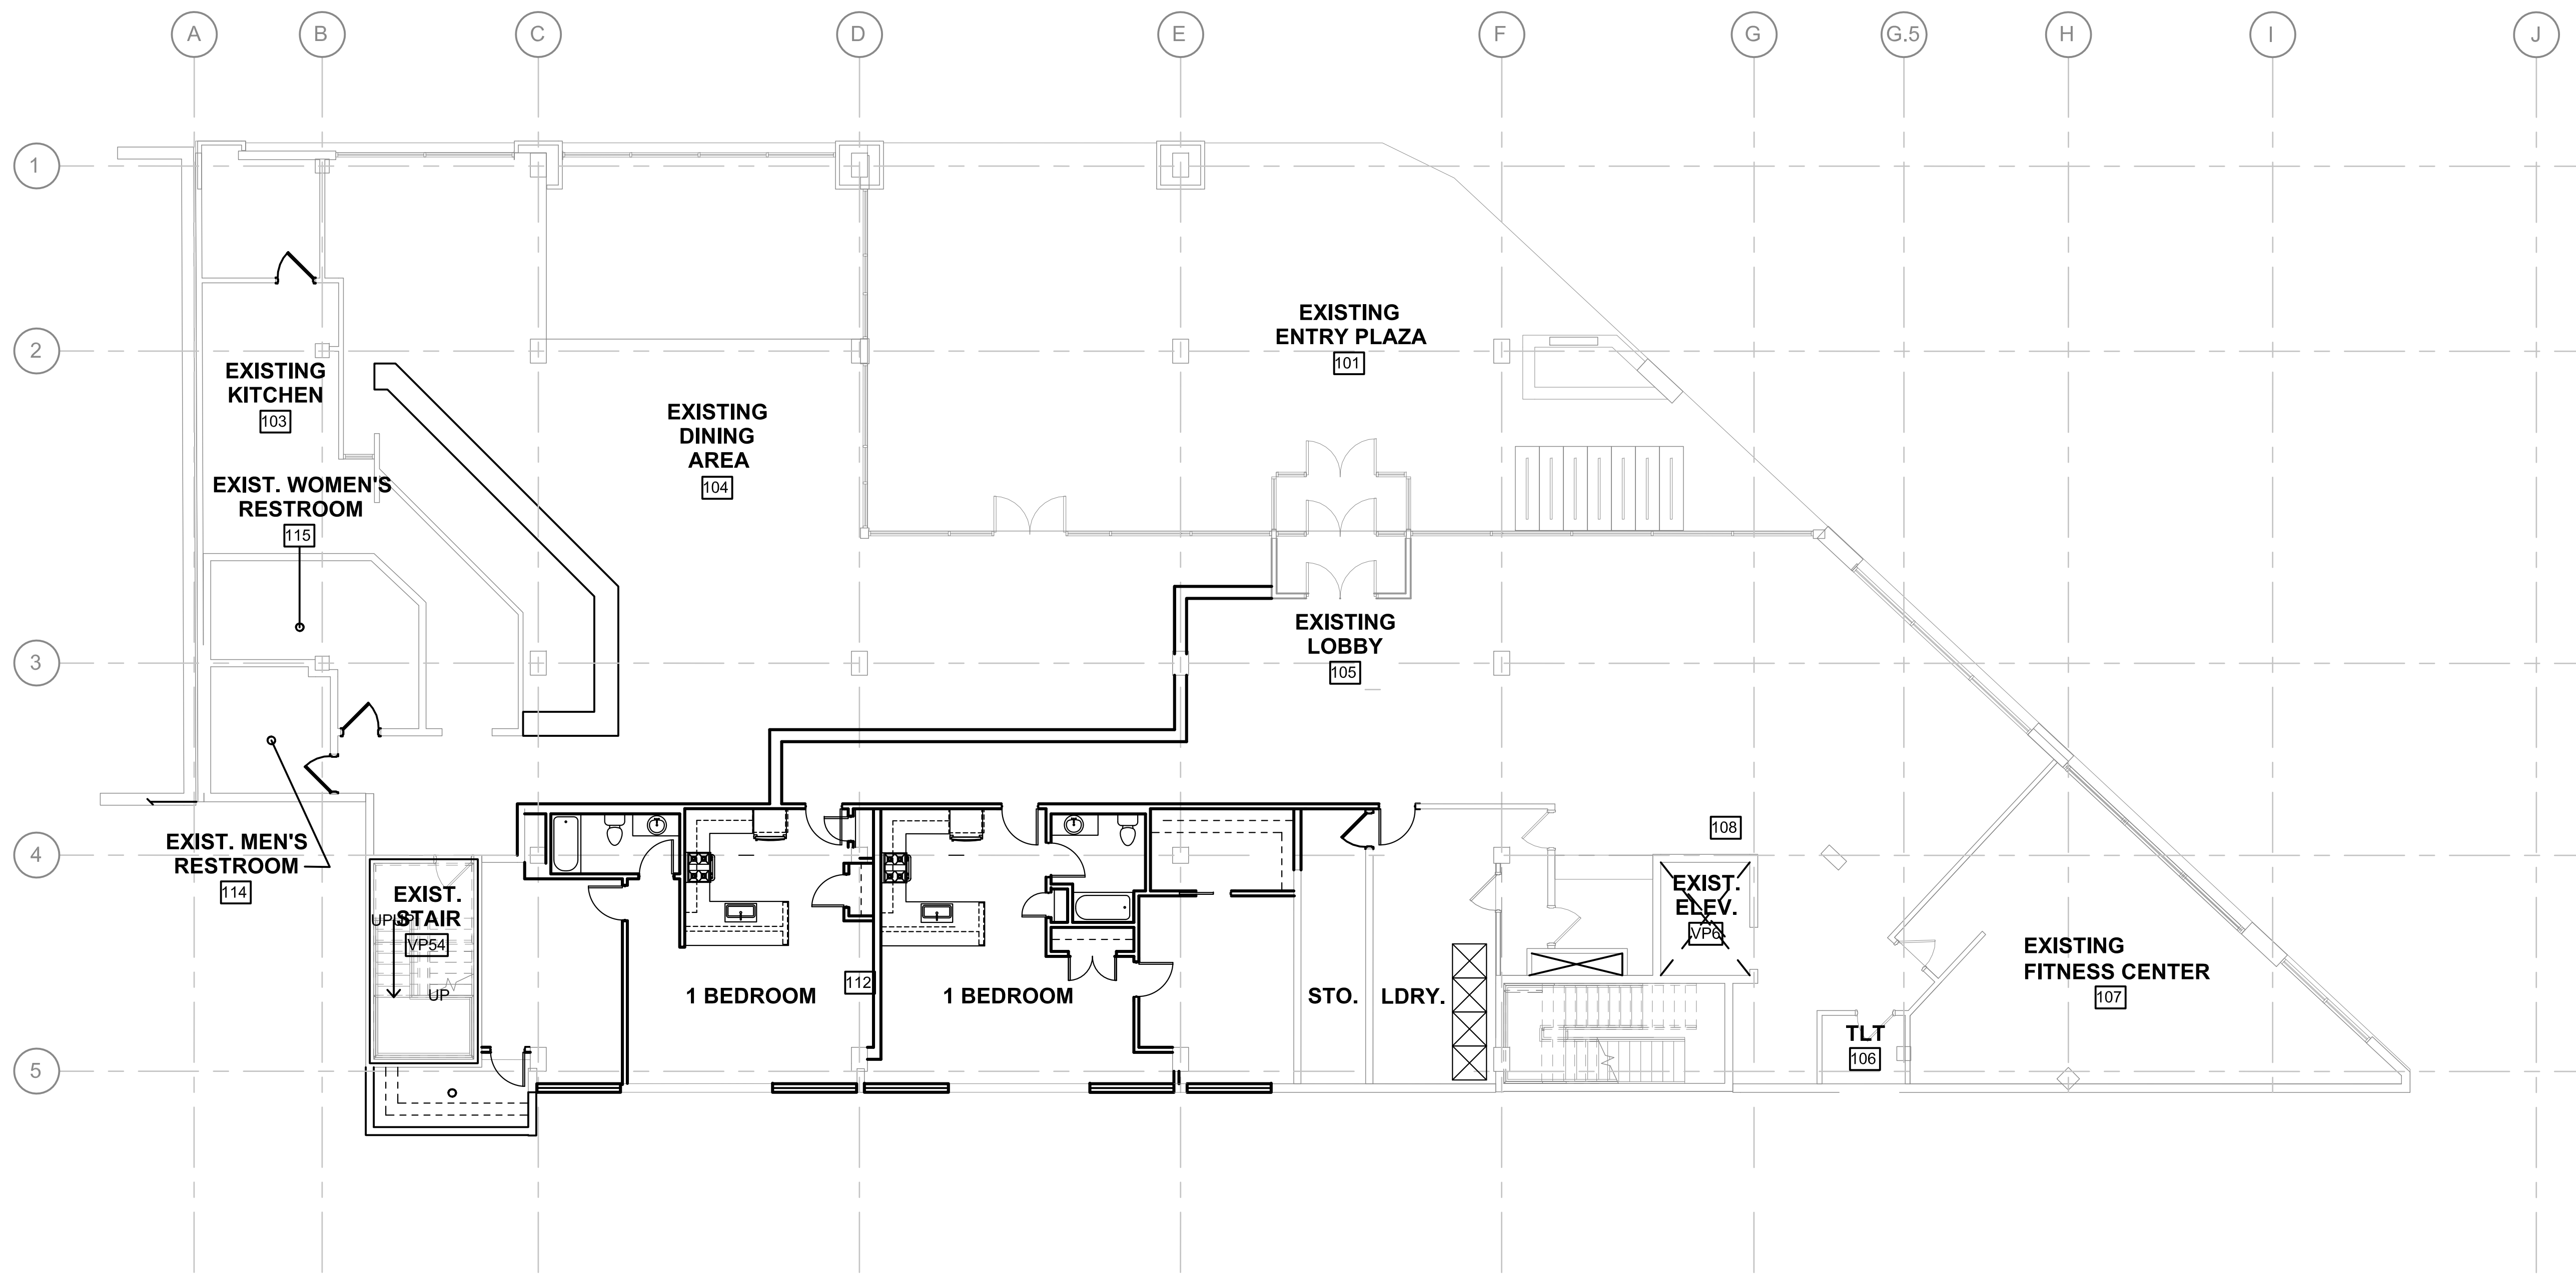 A
B
C
D
E
F
G
G.5
H
I
J
1
2
3
4
5
EXISTING
ENTRY PLAZA
101
EXISTING
KITCHEN
103
EXISTING
DINING
AREA
104
EXIST. WOMEN'S
RESTROOM
115
EXISTING
LOBBY
105
EXIST. MEN'S
RESTROOM
114
108
EXIST.
STAIR
VP54
UP
UP
UP
EXIST.
ELEV.
VP6
EXISTING
FITNESS CENTER
107
1 BEDROOM
112
1 BEDROOM
STO.
LDRY.
TLT
106